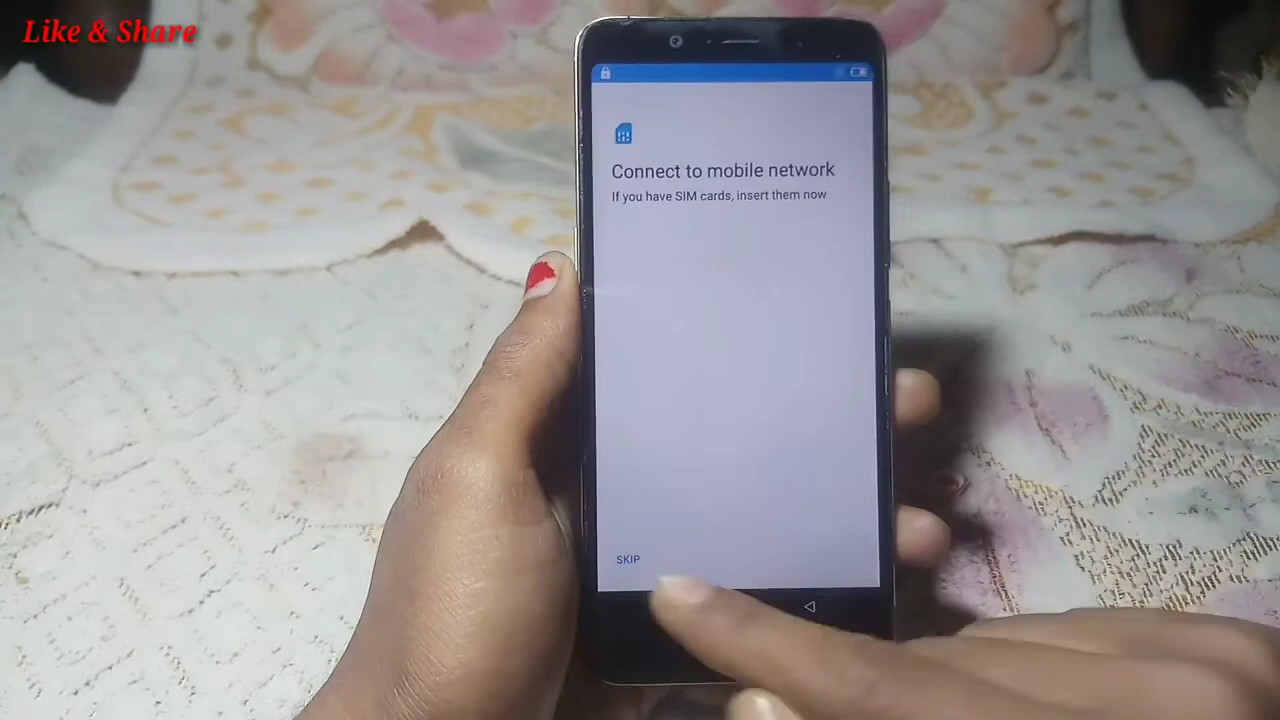 Like & Share
Connect to mobile network
If you have SIM cards, insert them now
SKIP